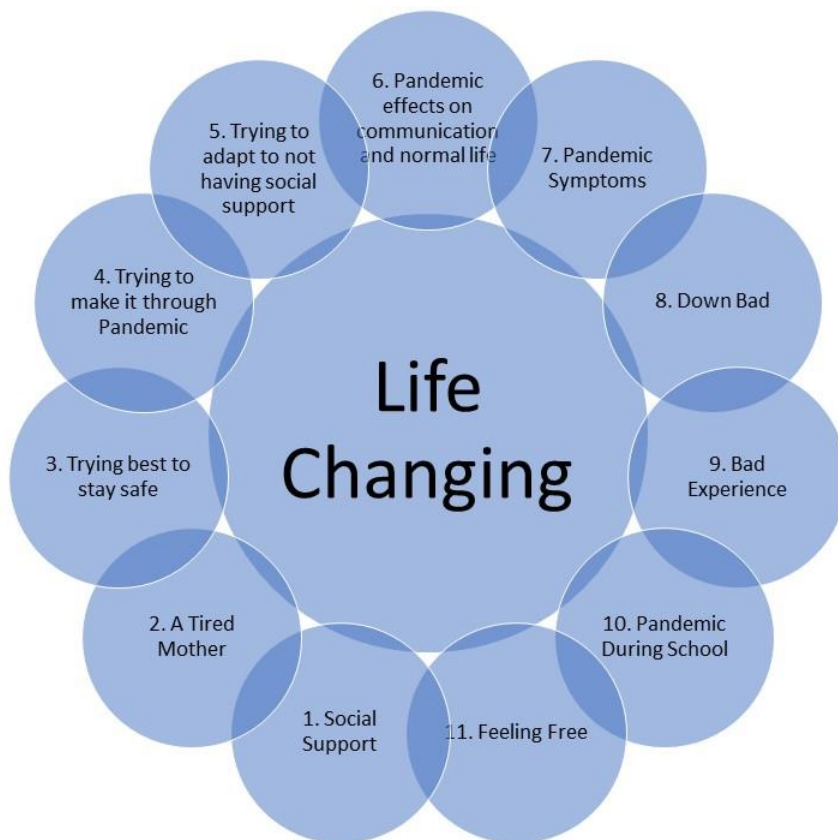 6. Pandemic
effects on
communication
and normal life
5. Trying to
adapt to not
having social
support
7. Pandemic
Symptoms
4. Trying to
make it through
Pandemic
8. Down Bad
Life
Changing
3. Trying best to
stay safe
9. Bad
Experience
2. A Tired
Mother
10. Pandemic
During School
1. Social
Support
11. Feeling Free